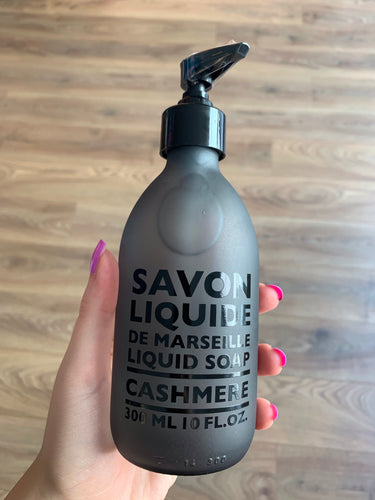 SAVON
LIQUIDE
DE MARSEILLE
LIQUID SOAP
CASHMERE
300 ML 10 FL.OZ.